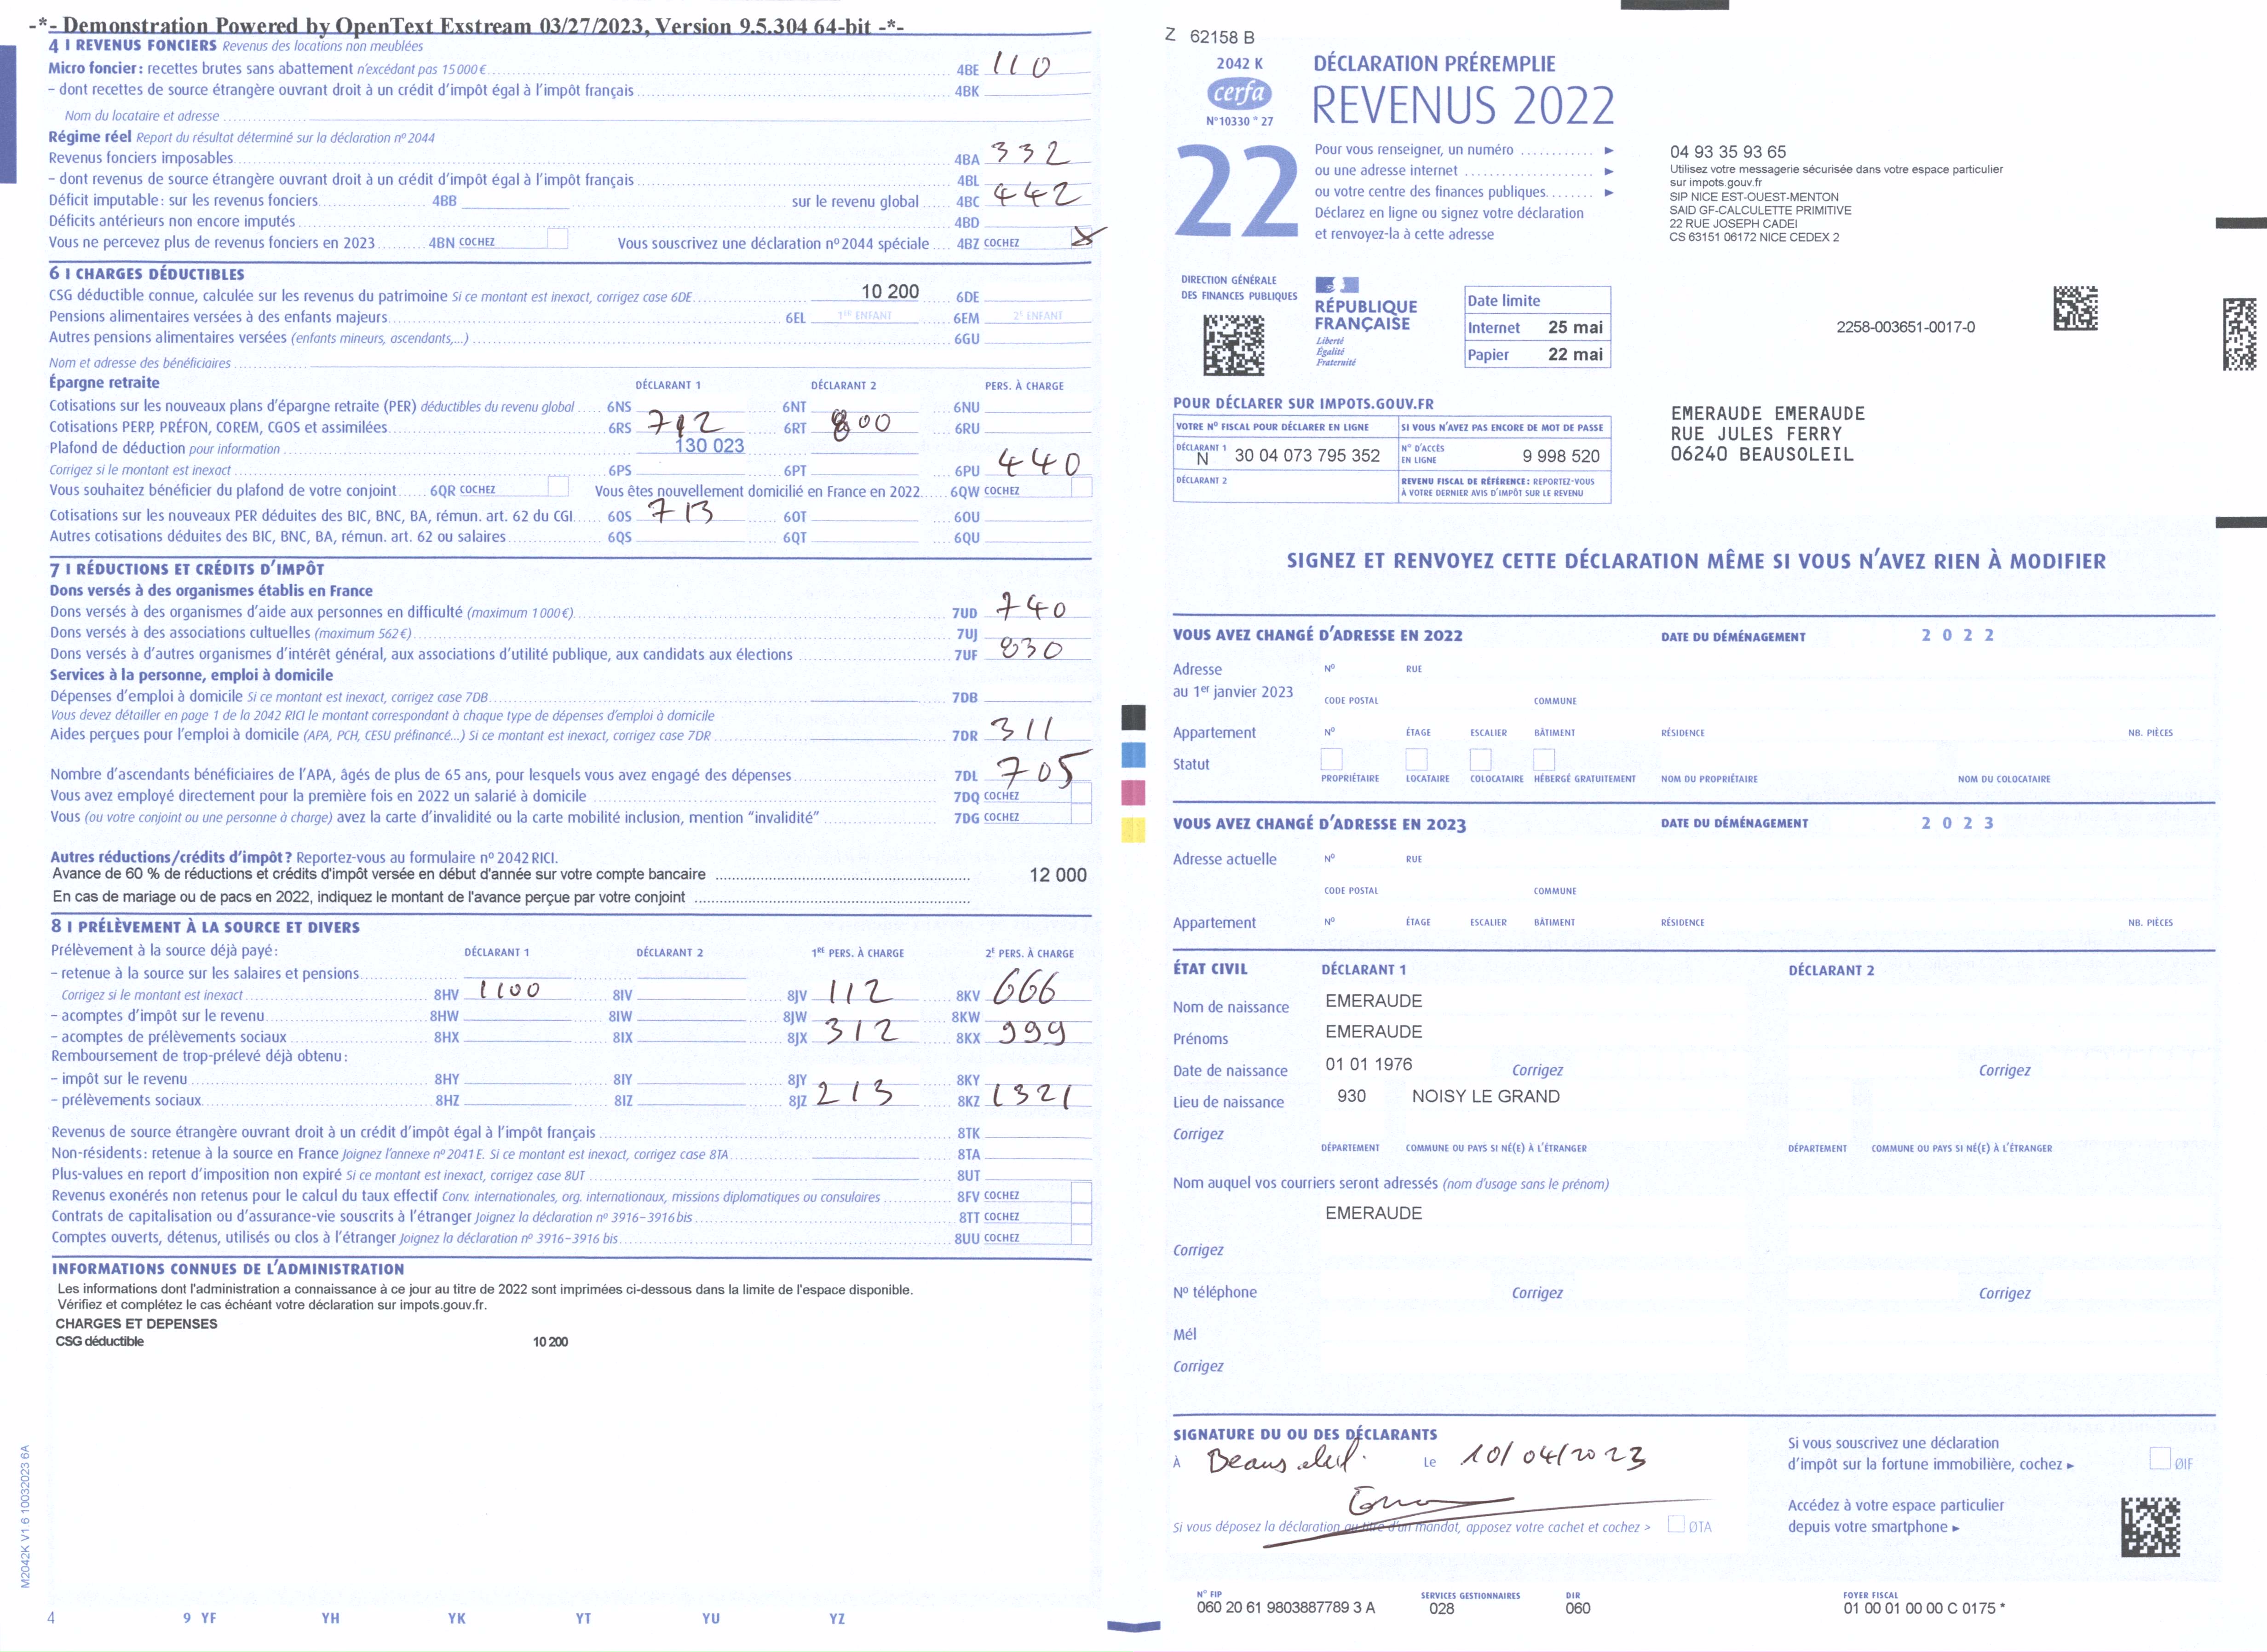 -*- Demonstration Powered by OpenText Exstream 03/27/2023, Version 9.5.304 64-bit -*-
4 I REVENUS FONCIERS Revenus des locations non meublées
Micro foncier : recettes brutes sans abattement n'excédant pas 15 000 € 4BE 110
– dont recettes de source étrangère ouvrant droit à un crédit d'impôt égal à l'impôt français 4BK
Nom du locataire et adresse
Régime réel Report du résultat déterminé sur la déclaration nº 2044
Revenus fonciers imposables 4BA 332
– dont revenus de source étrangère ouvrant droit à un crédit d'impôt égal à l'impôt français 4BL
Déficit imputable : sur les revenus fonciers 4BB sur le revenu global 4BC 442
Déficits antérieurs non encore imputés 4BD
Vous ne percevez plus de revenus fonciers en 2023 4BN COCHEZ Vous souscrivez une déclaration nº 2044 spéciale 4BZ COCHEZ X
6 I CHARGES DÉDUCTIBLES
CSG déductible connue, calculée sur les revenus du patrimoine Si ce montant est inexact, corrigez case 6DE 10 200 6DE
Pensions alimentaires versées à des enfants majeurs 6EL 1ER ENFANT 6EM 2E ENFANT
Autres pensions alimentaires versées (enfants mineurs, ascendants,...) 6GU
Nom et adresse des bénéficiaires
Épargne retraite DÉCLARANT 1 DÉCLARANT 2 PERS. À CHARGE
Cotisations sur les nouveaux plans d'épargne retraite (PER) déductibles du revenu global 6NS 6NT 6NU
Cotisations PERP, PRÉFON, COREM, CGOS et assimilées 6RS 712 6RT 800 6RU
Plafond de déduction pour information 130 023
Corrigez si le montant est inexact 6PS 6PT 6PU 440
Vous souhaitez bénéficier du plafond de votre conjoint 6QR COCHEZ Vous êtes nouvellement domicilié en France en 2022 6QW COCHEZ
Cotisations sur les nouveaux PER déduites des BIC, BNC, BA, rémun. art. 62 du CGI 6OS 713 6OT 6OU
Autres cotisations déduites des BIC, BNC, BA, rémun. art. 62 ou salaires 6QS 6QT 6QU
7 I RÉDUCTIONS ET CRÉDITS D'IMPÔT
Dons versés à des organismes établis en France
Dons versés à des organismes d'aide aux personnes en difficulté (maximum 1 000 €) 7UD 740
Dons versés à des associations cultuelles (maximum 562 €) 7UJ
Dons versés à d'autres organismes d'intérêt général, aux associations d'utilité publique, aux candidats aux élections 7UF 830
Services à la personne, emploi à domicile
Dépenses d'emploi à domicile Si ce montant est inexact, corrigez case 7DB 7DB
Vous devez détailler en page 1 de la 2042 RICI le montant correspondant à chaque type de dépenses d'emploi à domicile
Aides perçues pour l'emploi à domicile (APA, PCH, CESU préfinancé...) Si ce montant est inexact, corrigez case 7DR 7DR 311
Nombre d'ascendants bénéficiaires de l'APA, âgés de plus de 65 ans, pour lesquels vous avez engagé des dépenses 7DL 705
Vous avez employé directement pour la première fois en 2022 un salarié à domicile 7DQ COCHEZ
Vous (ou votre conjoint ou une personne à charge) avez la carte d'invalidité ou la carte mobilité inclusion, mention "invalidité" 7DG COCHEZ
Autres réductions/crédits d'impôt ? Reportez-vous au formulaire nº 2042 RICI.
Avance de 60 % de réductions et crédits d'impôt versée en début d'année sur votre compte bancaire 12 000
En cas de mariage ou de pacs en 2022, indiquez le montant de l'avance perçue par votre conjoint
8 I PRÉLÈVEMENT À LA SOURCE ET DIVERS
Prélèvement à la source déjà payé : DÉCLARANT 1 DÉCLARANT 2 1RE PERS. À CHARGE 2E PERS. À CHARGE
– retenue à la source sur les salaires et pensions
Corrigez si le montant est inexact 8HV 1100 8IV 8JV 112 8KV 666
– acomptes d'impôt sur le revenu 8HW 8IW 8JW 8KW
– acomptes de prélèvements sociaux 8HX 8IX 8JX 312 8KX 999
Remboursement de trop-prélevé déjà obtenu :
– impôt sur le revenu 8HY 8IY 8JY 8KY
– prélèvements sociaux 8HZ 8IZ 8JZ 213 8KZ 1321
Revenus de source étrangère ouvrant droit à un crédit d'impôt égal à l'impôt français 8TK
Non-résidents : retenue à la source en France Joignez l'annexe nº 2041 E. Si ce montant est inexact, corrigez case 8TA 8TA
Plus-values en report d'imposition non expiré Si ce montant est inexact, corrigez case 8UT 8UT
Revenus exonérés non retenus pour le calcul du taux effectif Conv. internationales, org. internationaux, missions diplomatiques ou consulaires 8FV COCHEZ
Contrats de capitalisation ou d'assurance-vie souscrits à l'étranger Joignez la déclaration nº 3916-3916 bis 8TT COCHEZ
Comptes ouverts, détenus, utilisés ou clos à l'étranger Joignez la déclaration nº 3916-3916 bis 8UU COCHEZ
INFORMATIONS CONNUES DE L'ADMINISTRATION
Les informations dont l'administration a connaissance à ce jour au titre de 2022 sont imprimées ci-dessous dans la limite de l'espace disponible.
Vérifiez et complétez le cas échéant votre déclaration sur impots.gouv.fr.
CHARGES ET DEPENSES
CSG déductible 10 200
M2042K V1.6 10032023 6A
4 9 YF YH YK YT YU YZ
Z 62158 B
2042 K
cerfa
N°10330 * 27
DÉCLARATION PRÉREMPLIE
REVENUS 2022
22
Pour vous renseigner, un numéro ►
ou une adresse internet ►
ou votre centre des finances publiques ►
Déclarez en ligne ou signez votre déclaration
et renvoyez-la à cette adresse
04 93 35 93 65
Utilisez votre messagerie sécurisée dans votre espace particulier
sur impots.gouv.fr
SIP NICE EST-OUEST-MENTON
SAID GF-CALCULETTE PRIMITIVE
22 RUE JOSEPH CADEI
CS 63151 06172 NICE CEDEX 2
DIRECTION GÉNÉRALE
DES FINANCES PUBLIQUES
RÉPUBLIQUE
FRANÇAISE
Liberté
Égalité
Fraternité
Date limite
Internet 25 mai
Papier 22 mai
2258-003651-0017-0
POUR DÉCLARER SUR IMPOTS.GOUV.FR
VOTRE Nº FISCAL POUR DÉCLARER EN LIGNE SI VOUS N'AVEZ PAS ENCORE DE MOT DE PASSE
DÉCLARANT 1 N 30 04 073 795 352 Nº D'ACCÈS EN LIGNE 9 998 520
DÉCLARANT 2 REVENU FISCAL DE RÉFÉRENCE : REPORTEZ-VOUS
À VOTRE DERNIER AVIS D'IMPÔT SUR LE REVENU
EMERAUDE EMERAUDE
RUE JULES FERRY
06240 BEAUSOLEIL
SIGNEZ ET RENVOYEZ CETTE DÉCLARATION MÊME SI VOUS N'AVEZ RIEN À MODIFIER
VOUS AVEZ CHANGÉ D'ADRESSE EN 2022 DATE DU DÉMÉNAGEMENT 2 0 2 2
Adresse Nº RUE
au 1er janvier 2023
CODE POSTAL COMMUNE
Appartement Nº ÉTAGE ESCALIER BÂTIMENT RÉSIDENCE NB. PIÈCES
Statut
PROPRIÉTAIRE LOCATAIRE COLOCATAIRE HÉBERGÉ GRATUITEMENT NOM DU PROPRIÉTAIRE NOM DU COLOCATAIRE
VOUS AVEZ CHANGÉ D'ADRESSE EN 2023 DATE DU DÉMÉNAGEMENT 2 0 2 3
Adresse actuelle Nº RUE
CODE POSTAL COMMUNE
Appartement Nº ÉTAGE ESCALIER BÂTIMENT RÉSIDENCE NB. PIÈCES
ÉTAT CIVIL DÉCLARANT 1 DÉCLARANT 2
Nom de naissance EMERAUDE
Prénoms EMERAUDE
Date de naissance 01 01 1976 Corrigez Corrigez
Lieu de naissance 930 NOISY LE GRAND
Corrigez
DÉPARTEMENT COMMUNE OU PAYS SI NÉ(E) À L'ÉTRANGER DÉPARTEMENT COMMUNE OU PAYS SI NÉ(E) À L'ÉTRANGER
Nom auquel vos courriers seront adressés (nom d'usage sans le prénom)
EMERAUDE
Corrigez
Nº téléphone Corrigez Corrigez
Mél
Corrigez
SIGNATURE DU OU DES DÉCLARANTS
À Beausoleil. Le 10/04/2023
Si vous déposez la déclaration au titre d'un mandat, apposez votre cachet et cochez > ØTA
Si vous souscrivez une déclaration
d'impôt sur la fortune immobilière, cochez ► ØIF
Accédez à votre espace particulier
depuis votre smartphone ►
Nº FIP SERVICES GESTIONNAIRES DIR FOYER FISCAL
060 20 61 9803887789 3 A 028 060 01 00 01 00 00 C 0175 *